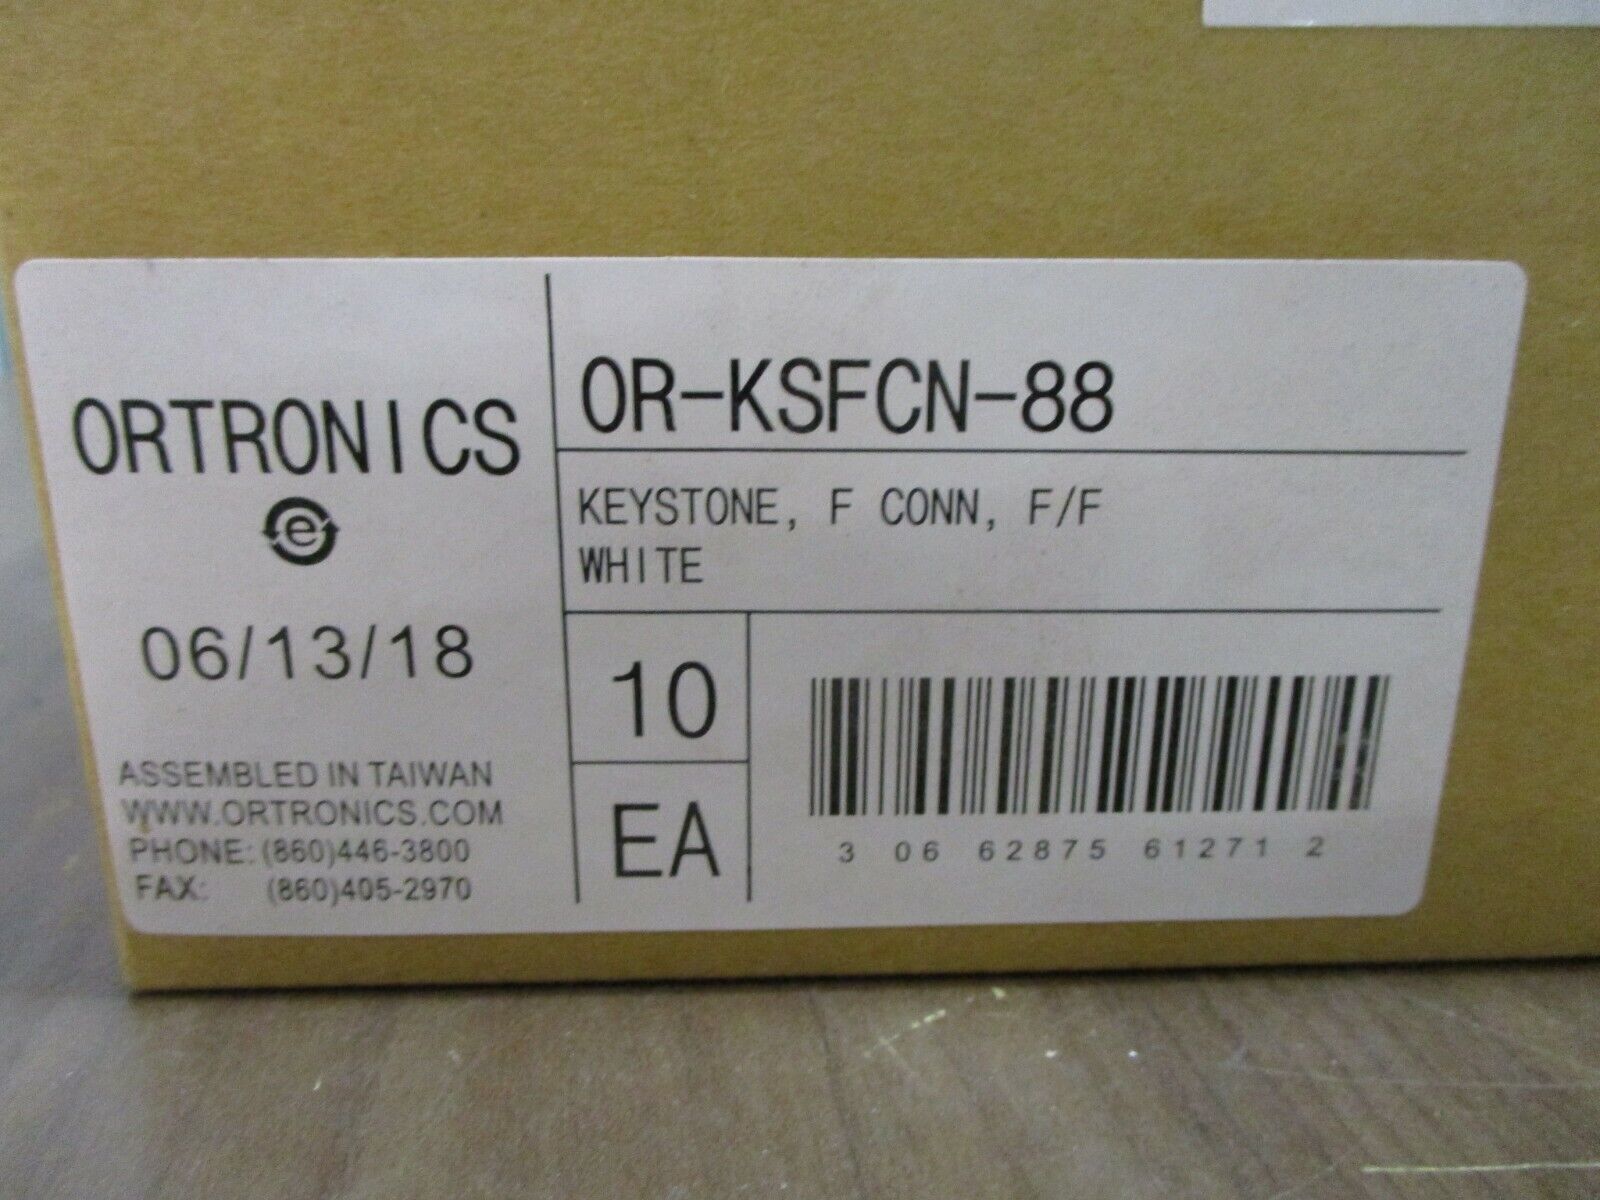 ORTRONICS
e
06/13/18
ASSEMBLED IN TAIWAN
WWW.ORTRONICS.COM
PHONE: (860)446-3800
FAX: (860)405-2970
OR-KSFCN-88
KEYSTONE, F CONN, F/F
WHITE
10
EA
3 06 62875 61271 2